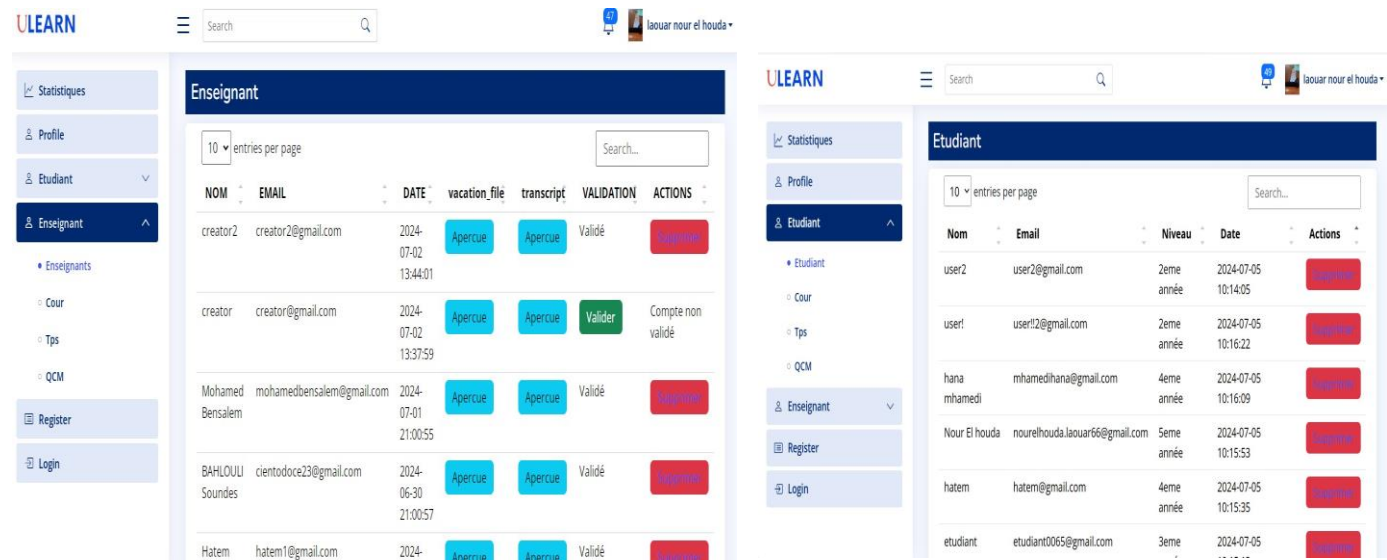 ULEARN
Search
47
laouar nour el houda
Statistiques
Profile
Etudiant
Enseignant
Enseignants
Cour
Tps
QCM
Register
Login
Enseignant
10 entries per page
Search...
NOM EMAIL DATE vacation_file transcript VALIDATION ACTIONS
creator2 creator2@gmail.com 2024- Apercue Apercue Validé Supprimer
07-02
13:44:01
creator creator@gmail.com 2024- Apercue Apercue Valider Compte non
07-02 validé
13:37:59
Mohamed mohamedbensalem@gmail.com 2024- Apercue Apercue Validé Supprimer
Bensalem 07-01
21:00:55
BAHLOULI cientodoce23@gmail.com 2024- Apercue Apercue Validé Supprimer
Soundes 06-30
21:00:57
Hatem hatem1@gmail.com 2024- Apercue Apercue Validé Supprimer
ULEARN
Search
49
laouar nour el houda
Statistiques
Profile
Etudiant
Etudiant
Cour
Tps
QCM
Enseignant
Register
Login
Etudiant
10 entries per page
Search...
Nom Email Niveau Date Actions
user2 user2@gmail.com 2eme 2024-07-05 Supprimer
année 10:14:05
user! user!!2@gmail.com 2eme 2024-07-05 Supprimer
année 10:16:22
hana mhamedihana@gmail.com 4eme 2024-07-05 Supprimer
mhamedi année 10:16:09
Nour El houda nourelhouda.laouar66@gmail.com 5eme 2024-07-05 Supprimer
année 10:15:53
hatem hatem@gmail.com 4eme 2024-07-05 Supprimer
année 10:15:35
etudiant etudiant0065@gmail.com 3eme 2024-07-05 Supprimer